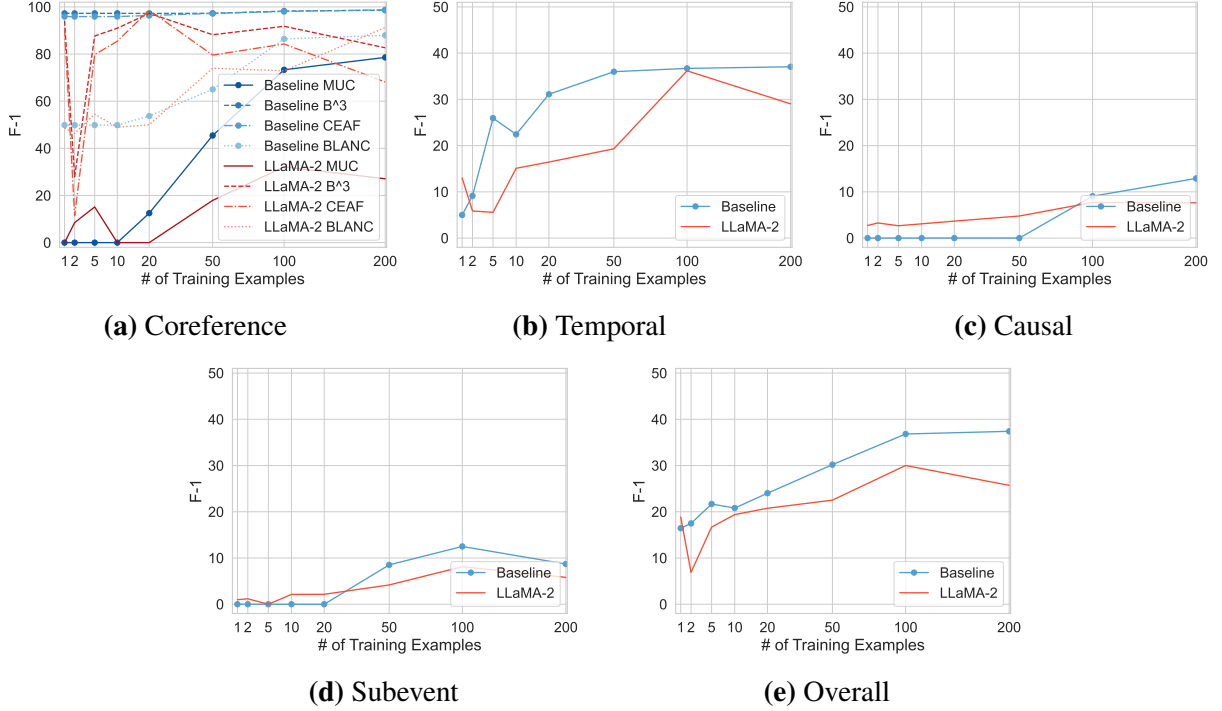 100
80
60
40
20
0
F-1
Baseline MUC
Baseline B^3
Baseline CEAF
Baseline BLANC
LLaMA-2 MUC
LLaMA-2 B^3
LLaMA-2 CEAF
LLaMA-2 BLANC
1 2 5 10 20 50 100 200
# of Training Examples
(a) Coreference
50
40
30
20
10
0
F-1
Baseline
LLaMA-2
1 2 5 10 20 50 100 200
# of Training Examples
(b) Temporal
50
40
30
20
10
0
F-1
Baseline
LLaMA-2
1 2 5 10 20 50 100 200
# of Training Examples
(c) Causal
50
40
30
20
10
0
F-1
Baseline
LLaMA-2
1 2 5 10 20 50 100 200
# of Training Examples
(d) Subevent
50
40
30
20
10
0
F-1
Baseline
LLaMA-2
1 2 5 10 20 50 100 200
# of Training Examples
(e) Overall